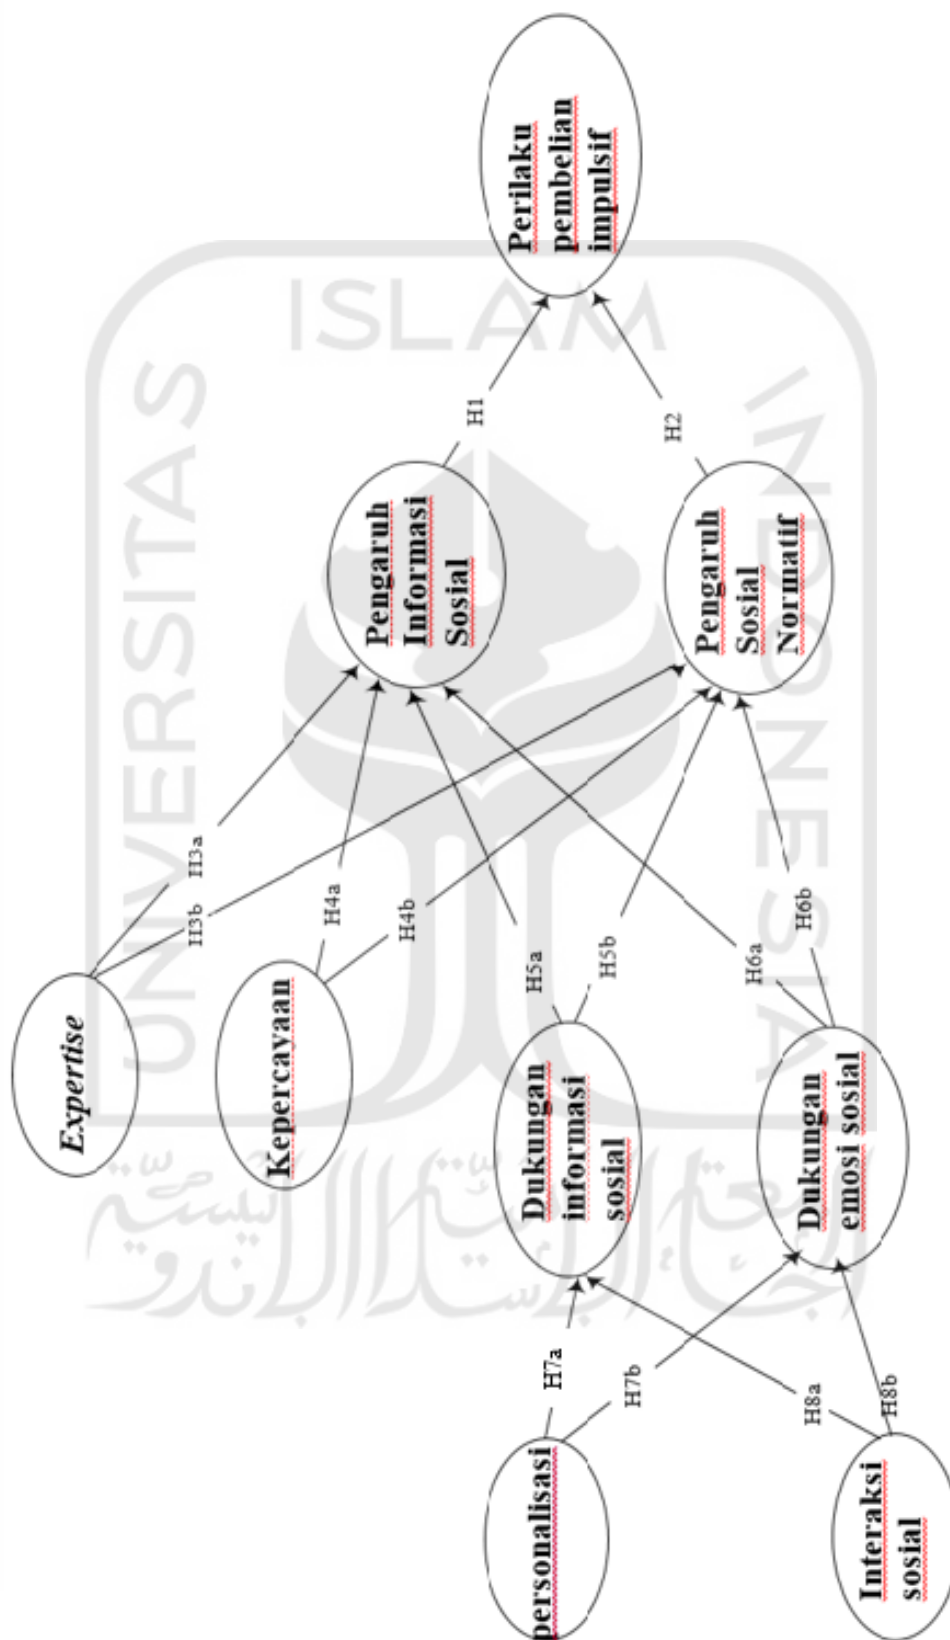 Expertise
Kepercayaan
personalisasi
Dukungan
informasi
sosial
Interaksi
sosial
Dukungan
emosi sosial
Pengaruh
Informasi
Sosial
Pengaruh
Sosial
Normatif
Perilaku
pembelian
impulsif
H1
H2
H3a
H3b
H4a
H4b
H5a
H5b
H6a
H6b
H7a
H7b
H8a
H8b
UNIVERSITAS
ISLAM
INDONESIA